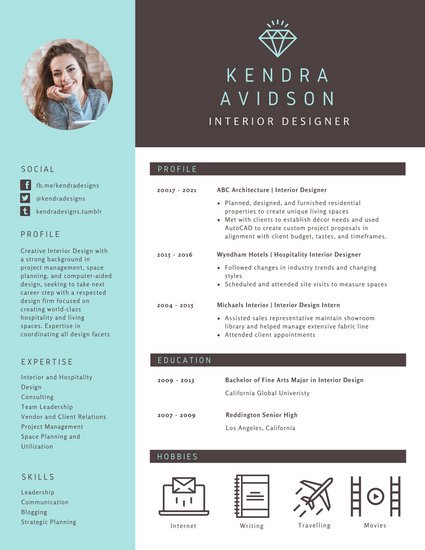 KENDRA
AVIDSON
INTERIOR DESIGNER
SOCIAL
fb.me/kendradesigns
@kendradesigns
kendradesigns.tumblr
PROFILE
Creative Interior Design with
a strong background in
project management, space
planning, and computer-aided
design, seeking to take next
career step with a respected
design firm focused on
creating world-class
hospitality and living
spaces. Expertise in
coordinating all design facets
EXPERTISE
Interior and Hospitality
Design
Consulting
Team Leadership
Vendor and Client Relations
Project Management
Space Planning and
Utilization
SKILLS
Leadership
Communication
Blogging
Strategic Planning
PROFILE
20017 - 2021 ABC Architecture | Interior Designer
• Planned, designed, and furnished residential
properties to create unique living spaces
• Met with clients to establish décor needs and used
AutoCAD to create custom project proposals in
alignment with client budget, tastes, and timeframes.
2015 - 2016 Wyndham Hotels | Hospitality Interior Designer
• Followed changes in industry trends and changing
styles
• Scheduled and attended site visits to measure spaces
2004 - 2015 Michaels Interior | Interior Design Intern
• Assisted sales representative maintain showroom
library and helped manage extensive fabric line
• Attended client appointments
EDUCATION
2009 - 2013 Bachelor of Fine Arts Major in Interior Design
California Global Univeristy
2007 - 2009 Reddington Senior High
Los Angeles, California
HOBBIES
Internet Writing Travelling Movies